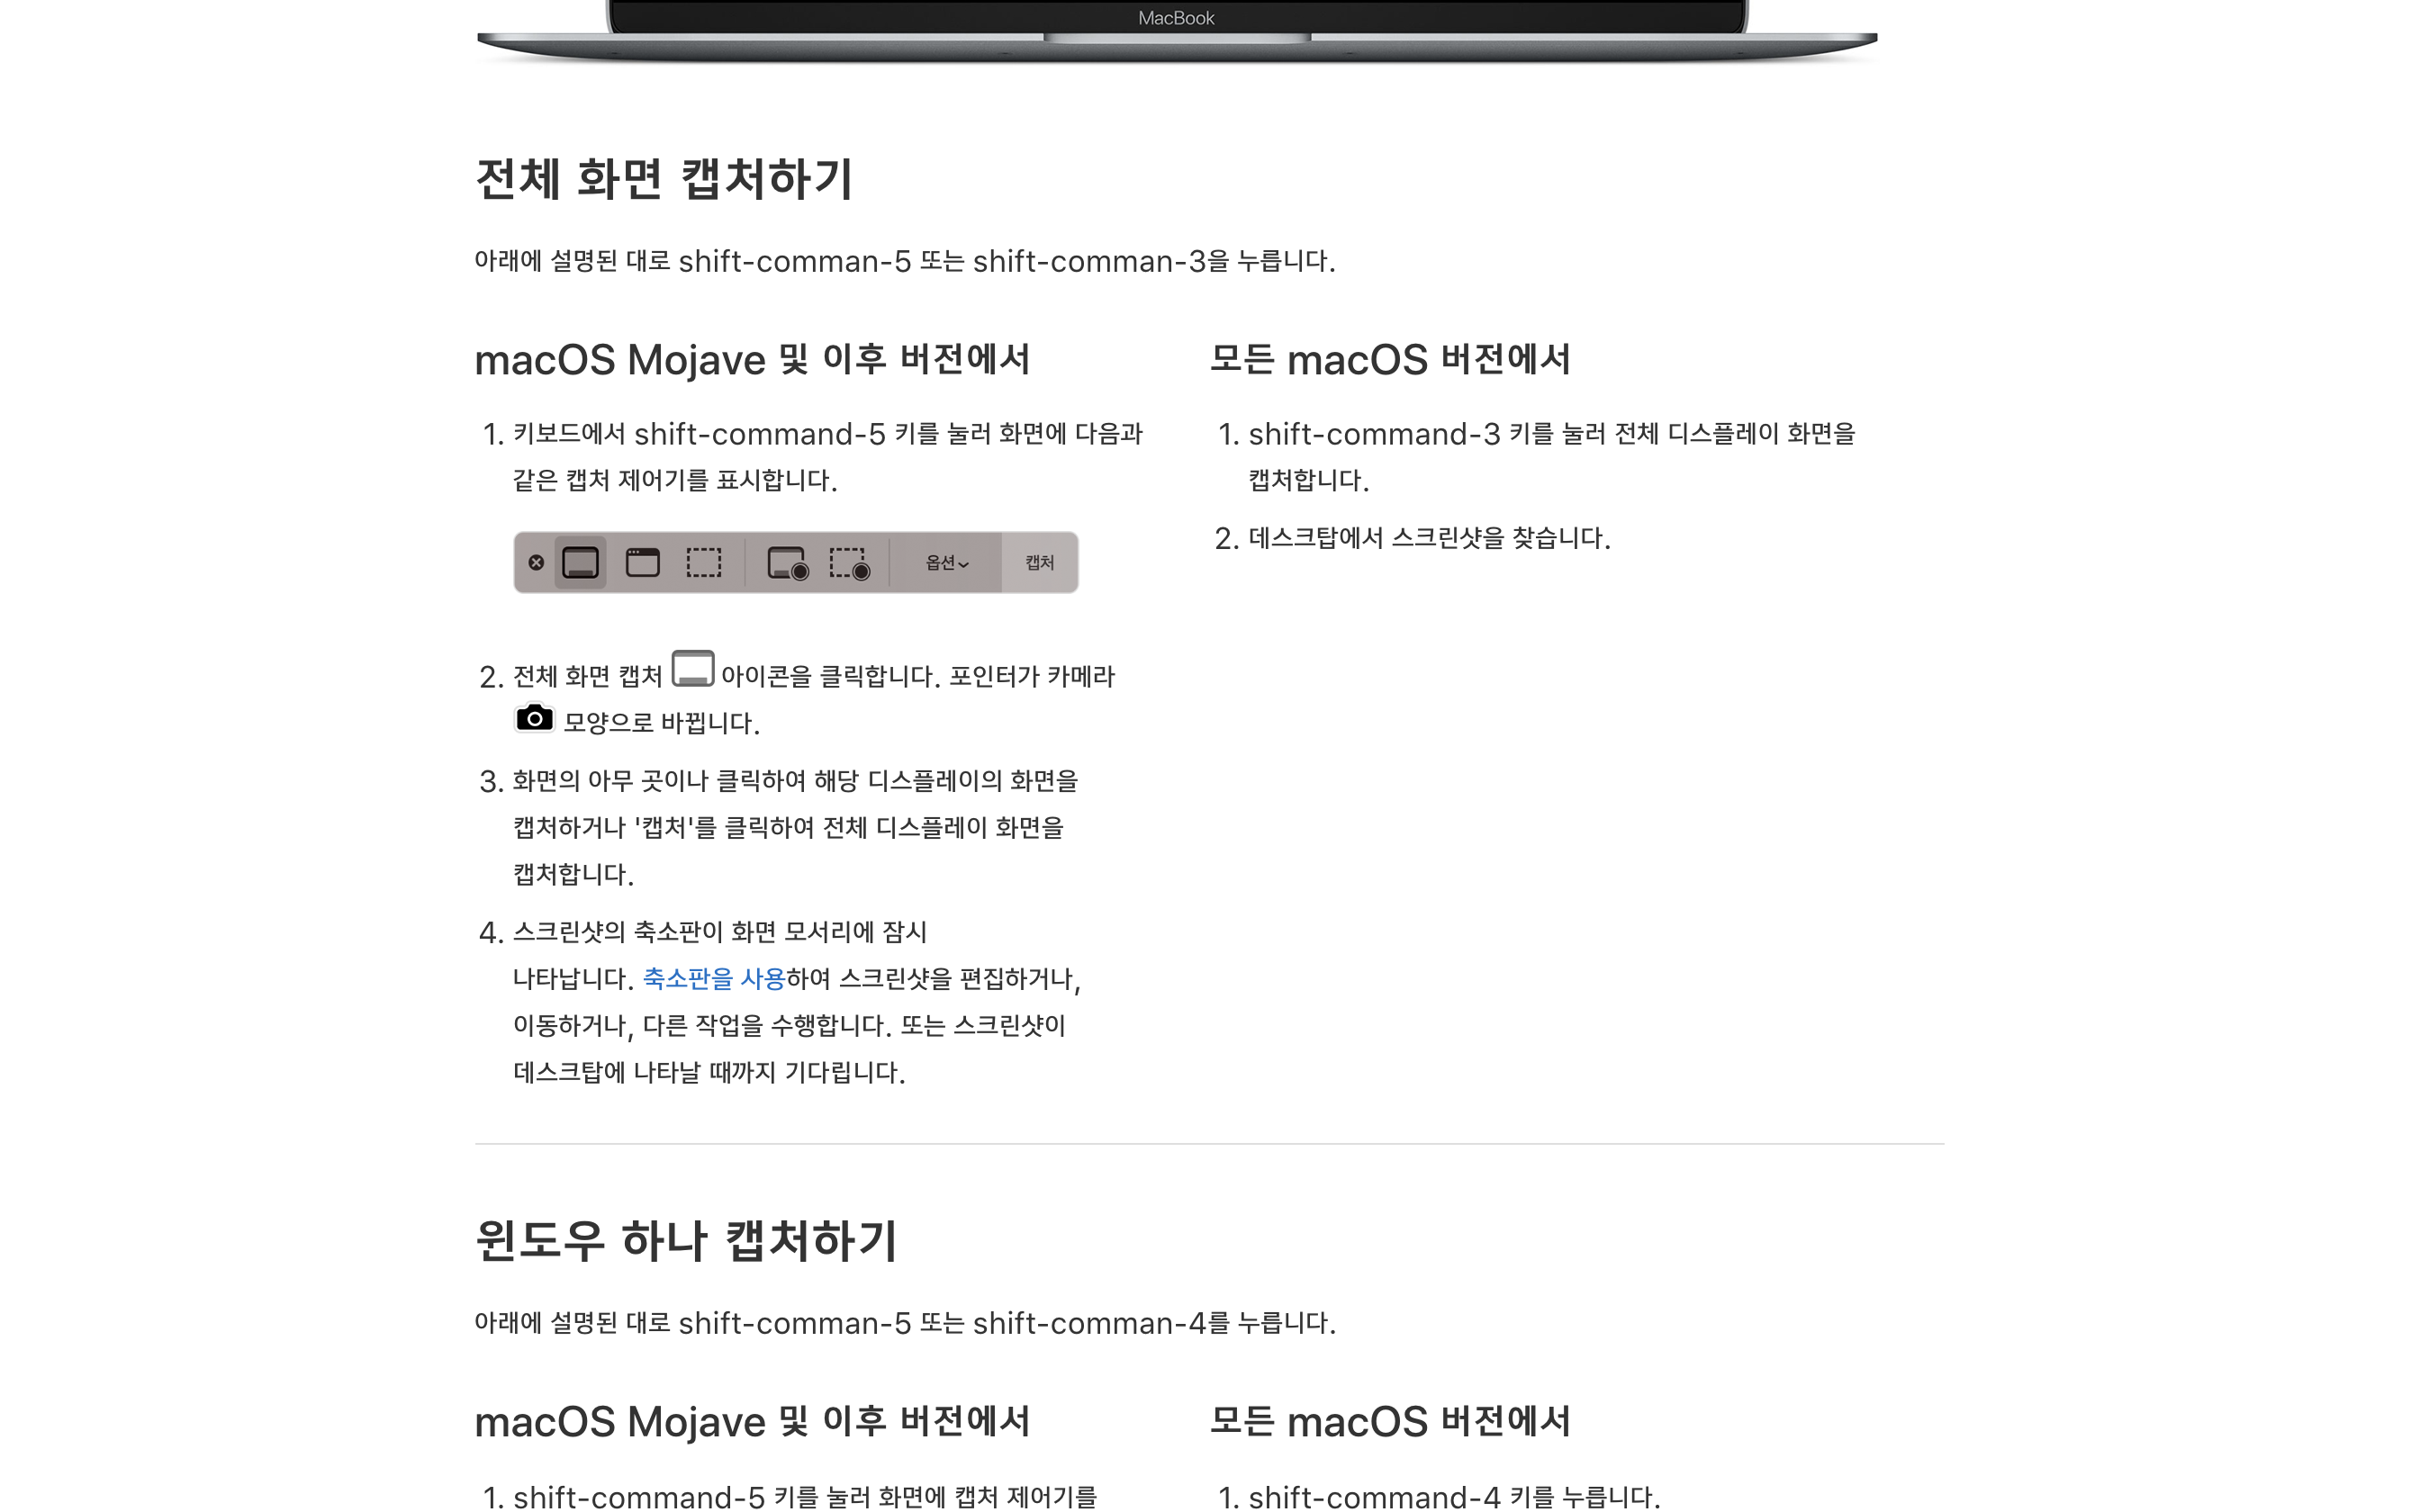 MacBook
전체 화면 캡처하기
아래에 설명된 대로 shift-comman-5 또는 shift-comman-3을 누릅니다.
macOS Mojave 및 이후 버전에서
1. 키보드에서 shift-command-5 키를 눌러 화면에 다음과
같은 캡처 제어기를 표시합니다.
옵션
캡처
2. 전체 화면 캡처 아이콘을 클릭합니다. 포인터가 카메라
모양으로 바뀝니다.
3. 화면의 아무 곳이나 클릭하여 해당 디스플레이의 화면을
캡처하거나 '캡처'를 클릭하여 전체 디스플레이 화면을
캡처합니다.
4. 스크린샷의 축소판이 화면 모서리에 잠시
나타납니다. 축소판을 사용하여 스크린샷을 편집하거나,
이동하거나, 다른 작업을 수행합니다. 또는 스크린샷이
데스크탑에 나타날 때까지 기다립니다.
모든 macOS 버전에서
1. shift-command-3 키를 눌러 전체 디스플레이 화면을
캡처합니다.
2. 데스크탑에서 스크린샷을 찾습니다.
윈도우 하나 캡처하기
아래에 설명된 대로 shift-comman-5 또는 shift-comman-4를 누릅니다.
macOS Mojave 및 이후 버전에서
1. shift-command-5 키를 눌러 화면에 캡처 제어기를
모든 macOS 버전에서
1. shift-command-4 키를 누릅니다.